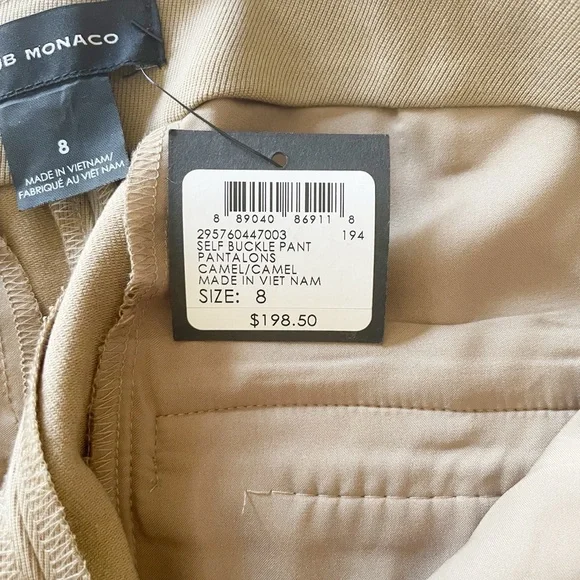 MONACO
8
MADE IN VIETNAM/
FABRIQUÉ AU VIET NAM
8 89040 86911 8
295760447003 194
SELF BUCKLE PANT
PANTALONS
CAMEL/CAMEL
MADE IN VIET NAM
SIZE: 8
$198.50